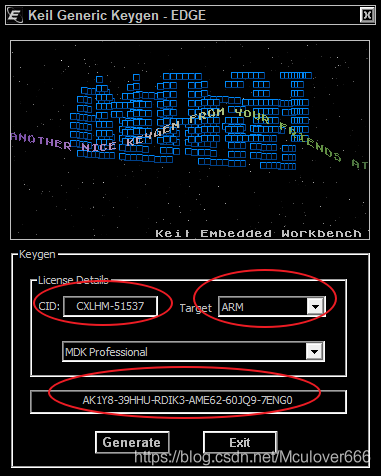 Keil Generic Keygen - EDGE
ANOTHER NICE KEYGEN FROM YOUR FRIENDS AT
Keil Embedded Workbench
Keygen
License Details
CID: CXLHM-51537 Target ARM
MDK Professional
AK1Y8-39HHU-RDIK3-AME62-60JQ9-7ENG0
Generate Exit
https://blog.csdn.net/Mculover666